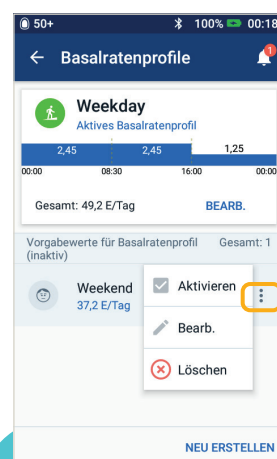 50+ 100% 00:18
Basalratenprofile
Weekday
Aktives Basalratenprofil
2,45 2,45 1,25
00:00 08:30 16:00 00:00
Gesamt: 49,2 E/Tag BEARB.
Vorgabewerte für Basalratenprofil Gesamt: 1
(inaktiv)
Weekend
37,2 E/Tag
Aktivieren
Bearb.
Löschen
NEU ERSTELLEN